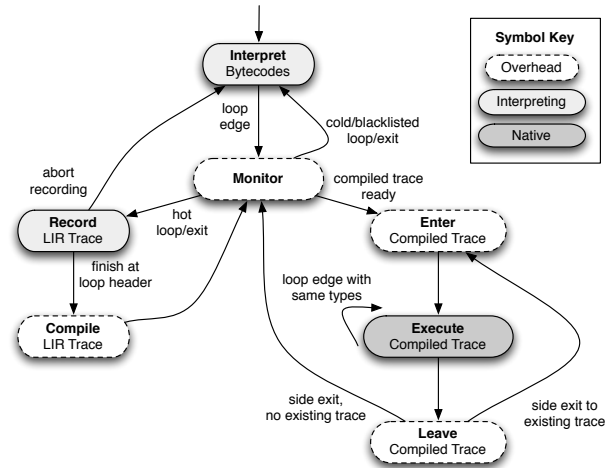 Symbol Key
Overhead
Interpreting
Native
Interpret
Bytecodes
loop
edge
cold/blacklisted
loop/exit
abort
recording
Monitor
compiled trace
ready
hot
loop/exit
Record
LIR Trace
Enter
Compiled Trace
finish at
loop header
loop edge with
same types
Compile
LIR Trace
Execute
Compiled Trace
side exit,
no existing trace
side exit to
existing trace
Leave
Compiled Trace